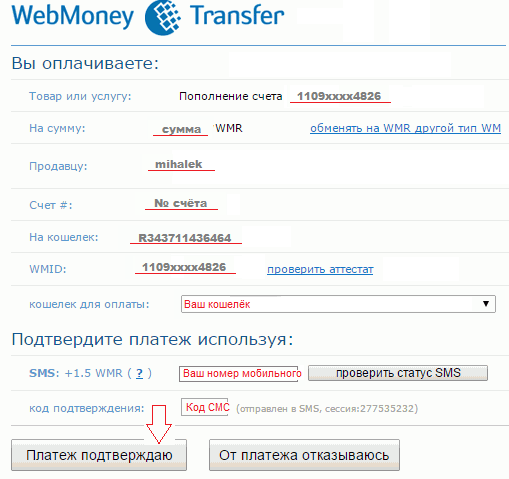 WebMoney Transfer
Вы оплачиваете:
Товар или услугу: Пополнение счета 1109xxxx4826
На сумму: сумма WMR обменять на WMR другой тип WM
Продавцу: mihalek
Счет #: № счёта
На кошелек: R343711436464
WMID: 1109xxxx4826 проверить аттестат
кошелек для оплаты: Ваш кошелёк
Подтвердите платеж используя:
SMS: +1.5 WMR ( ? ) Ваш номер мобильного проверить статус SMS
код подтверждения: Код СМС (отправлен в SMS, сессия:277535232)
Платеж подтверждаю От платежа отказываюсь